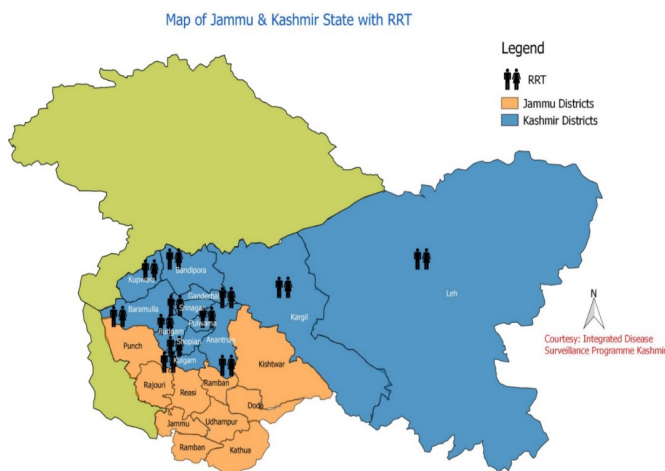 Map of Jammu & Kashmir State with RRT
Legend
RRT
Jammu Districts
Kashmir Districts
Kupwara
Bandipora
Ganderbal
Baramulla
Srinagar
Pulwama
Budgam
Shopian
Anantnag
Kulgam
Kargil
Leh
N
Courtesy: Integrated Disease
Surveillance Programme Kashmir
Punch
Kishtwar
Rajouri
Reasi
Ramban
Doda
Jammu
Udhampur
Ramban
Kathua